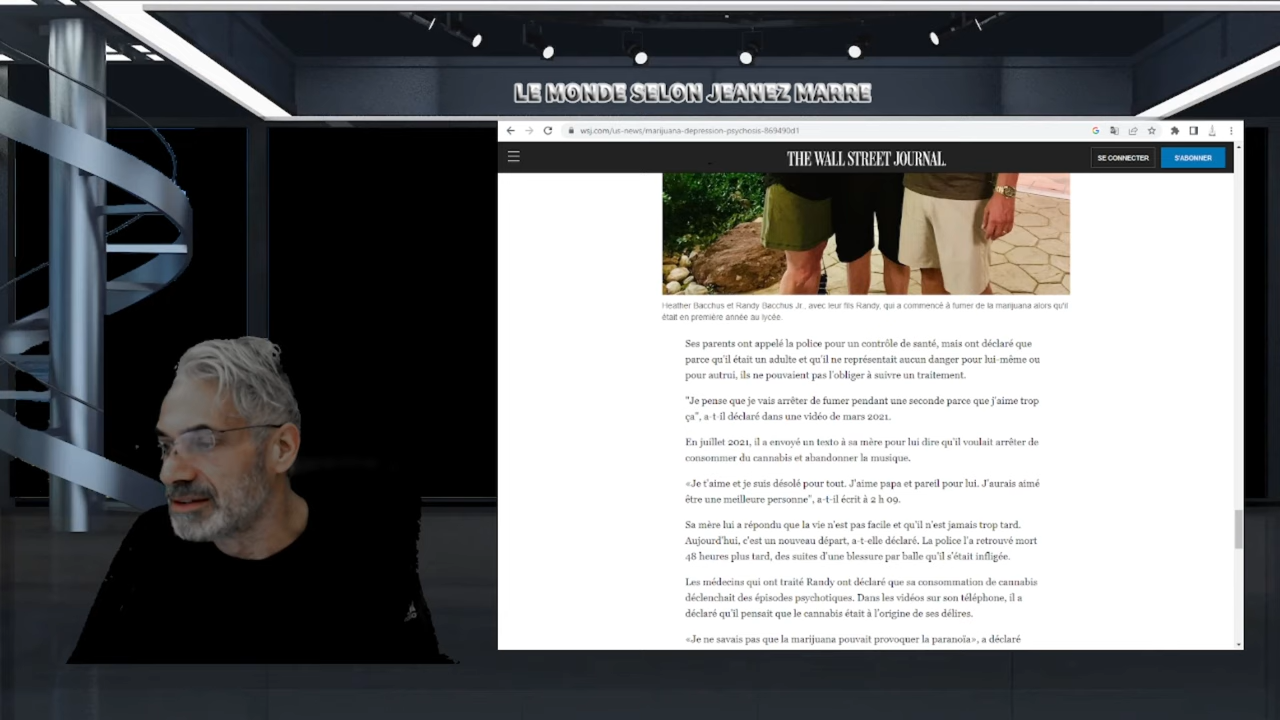 LE MONDE SELON JEANEZ MARRE
wsj.com/us-news/marijuana-depression-psychosis-869490d1
THE WALL STREET JOURNAL.
SE CONNECTER
S'ABONNER
Heather Bacchus et Randy Bacchus Jr., avec leur fils Randy, qui a commencé à fumer de la marijuana alors qu'il
était en première année au lycée.
Ses parents ont appelé la police pour un contrôle de santé, mais ont déclaré que
parce qu'il était un adulte et qu'il ne représentait aucun danger pour lui-même ou
pour autrui, ils ne pouvaient pas l'obliger à suivre un traitement.
"Je pense que je vais arrêter de fumer pendant une seconde parce que j'aime trop
ça", a-t-il déclaré dans une vidéo de mars 2021.
En juillet 2021, il a envoyé un texto à sa mère pour lui dire qu'il voulait arrêter de
consommer du cannabis et abandonner la musique.
«Je t'aime et je suis désolé pour tout. J'aime papa et pareil pour lui. J'aurais aimé
être une meilleure personne", a-t-il écrit à 2 h 09.
Sa mère lui a répondu que la vie n'est pas facile et qu'il n'est jamais trop tard.
Aujourd'hui, c'est un nouveau départ, a-t-elle déclaré. La police l'a retrouvé mort
48 heures plus tard, des suites d'une blessure par balle qu'il s'était infligée.
Les médecins qui ont traité Randy ont déclaré que sa consommation de cannabis
déclenchait des épisodes psychotiques. Dans les vidéos sur son téléphone, il a
déclaré qu'il pensait que le cannabis était à l'origine de ses délires.
«Je ne savais pas que la marijuana pouvait provoquer la paranoïa», a déclaré